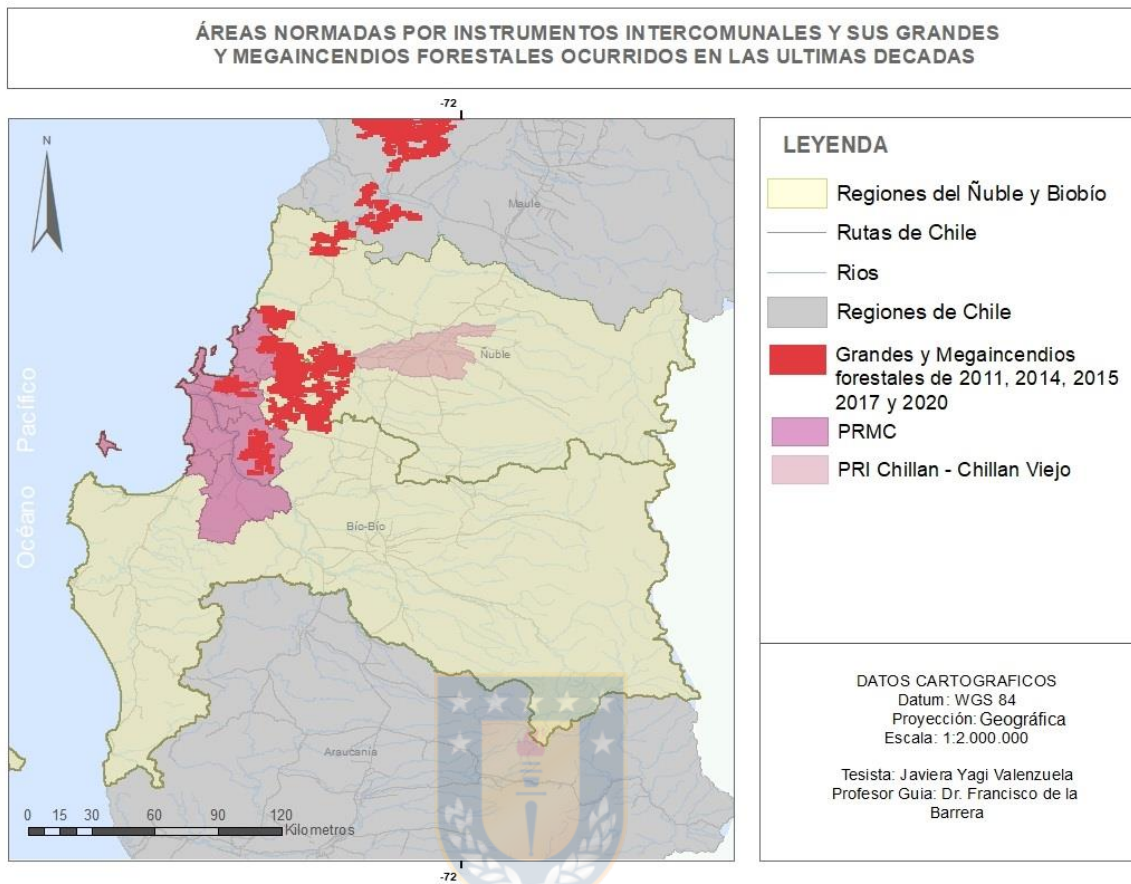 ÁREAS NORMADAS POR INSTRUMENTOS INTERCOMUNALES Y SUS GRANDES
Y MEGAINCENDIOS FORESTALES OCURRIDOS EN LAS ULTIMAS DECADAS
-72
N
Maule
Ñuble
Océano Pacífico
Bío-Bío
Araucanía
0 15 30 60 90 120
Kilometros
-72
LEYENDA
Regiones del Ñuble y Biobío
Rutas de Chile
Rios
Regiones de Chile
Grandes y Megaincendios
forestales de 2011, 2014, 2015
2017 y 2020
PRMC
PRI Chillan - Chillan Viejo
DATOS CARTOGRAFICOS
Datum: WGS 84
Proyección: Geográfica
Escala: 1:2.000.000
Tesista: Javiera Yagi Valenzuela
Profesor Guia: Dr. Francisco de la
Barrera